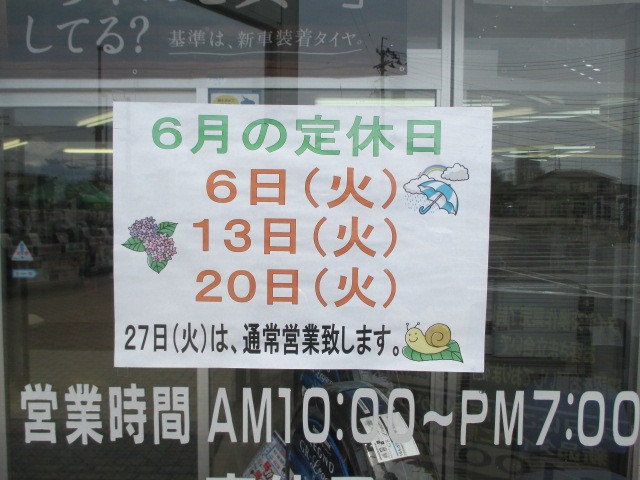 してる?
基準は、新車装着タイヤ。
6月の定休日
6日(火)
13日(火)
20日(火)
27日(火)は、通常営業致します。
営業時間 AM10:00~PM7:00